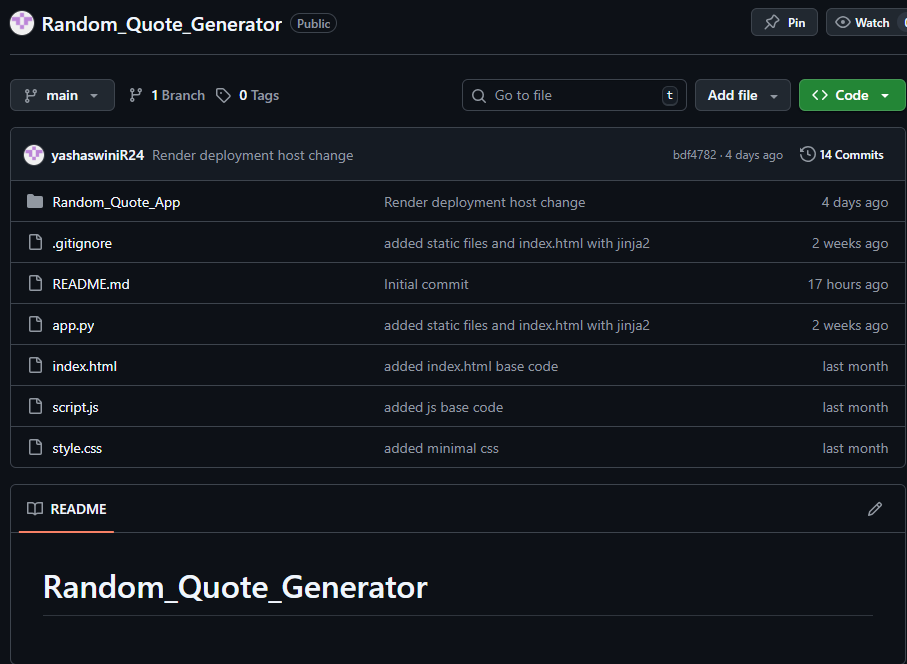 Random_Quote_Generator Public Pin Watch
main 1 Branch 0 Tags Go to file t Add file Code
yashaswiniR24 Render deployment host change bdf4782 · 4 days ago 14 Commits
Random_Quote_App Render deployment host change 4 days ago
.gitignore added static files and index.html with jinja2 2 weeks ago
README.md Initial commit 17 hours ago
app.py added static files and index.html with jinja2 2 weeks ago
index.html added index.html base code last month
script.js added js base code last month
style.css added minimal css last month
README
Random_Quote_Generator